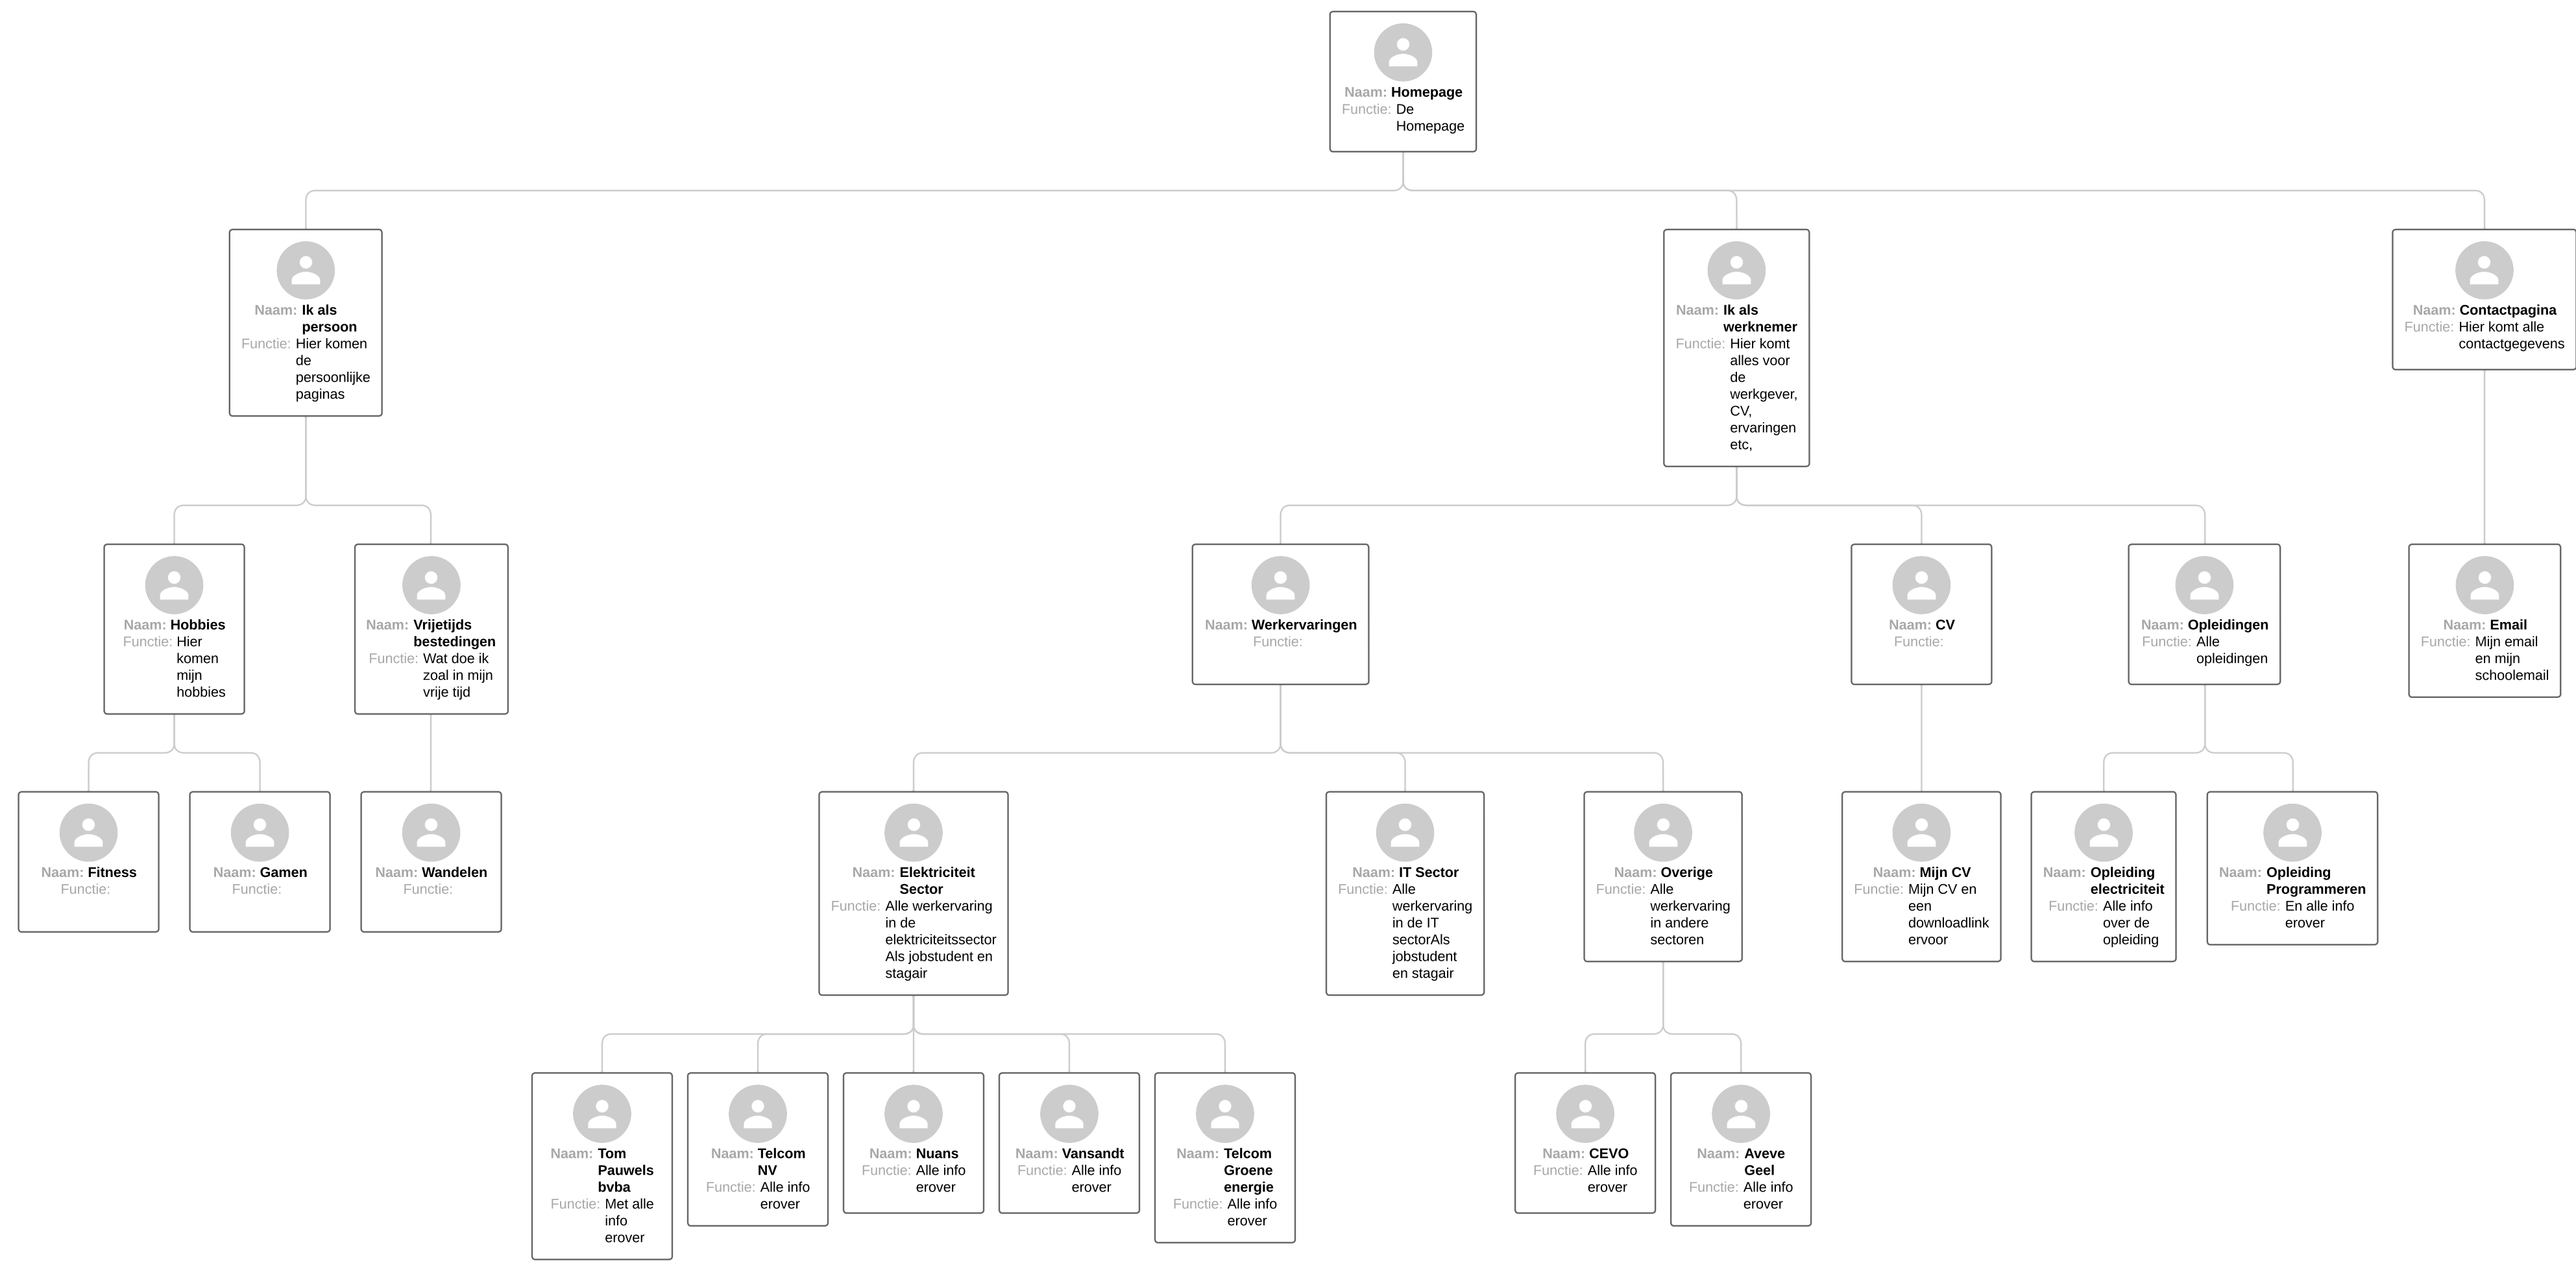 Naam: Homepage
Functie: De
Homepage
Naam: Ik als
persoon
Functie: Hier komen
de
persoonlijke
paginas
Naam: Ik als
werknemer
Functie: Hier komt
alles voor
de
werkgever,
CV,
ervaringen
etc,
Naam: Contactpagina
Functie: Hier komt alle
contactgegevens
Naam: Hobbies
Functie: Hier
komen
mijn
hobbies
Naam: Vrijetijds
bestedingen
Functie: Wat doe ik
zoal in mijn
vrije tijd
Naam: Werkervaringen
Functie:
Naam: CV
Functie:
Naam: Opleidingen
Functie: Alle
opleidingen
Naam: Email
Functie: Mijn email
en mijn
schoolemail
Naam: Fitness
Functie:
Naam: Gamen
Functie:
Naam: Wandelen
Functie:
Naam: Elektriciteit
Sector
Functie: Alle werkervaring
in de
elektriciteitssector
Als jobstudent en
stagair
Naam: IT Sector
Functie: Alle
werkervaring
in de IT
sectorAls
jobstudent
en stagair
Naam: Overige
Functie: Alle
werkervaring
in andere
sectoren
Naam: Mijn CV
Functie: Mijn CV en
een
downloadlink
ervoor
Naam: Opleiding
electriciteit
Functie: Alle info
over de
opleiding
Naam: Opleiding
Programmeren
Functie: En alle info
erover
Naam: Tom
Pauwels
bvba
Functie: Met alle
info
erover
Naam: Telcom
NV
Functie: Alle info
erover
Naam: Nuans
Functie: Alle info
erover
Naam: Vansandt
Functie: Alle info
erover
Naam: Telcom
Groene
energie
Functie: Alle info
erover
Naam: CEVO
Functie: Alle info
erover
Naam: Aveve
Geel
Functie: Alle info
erover